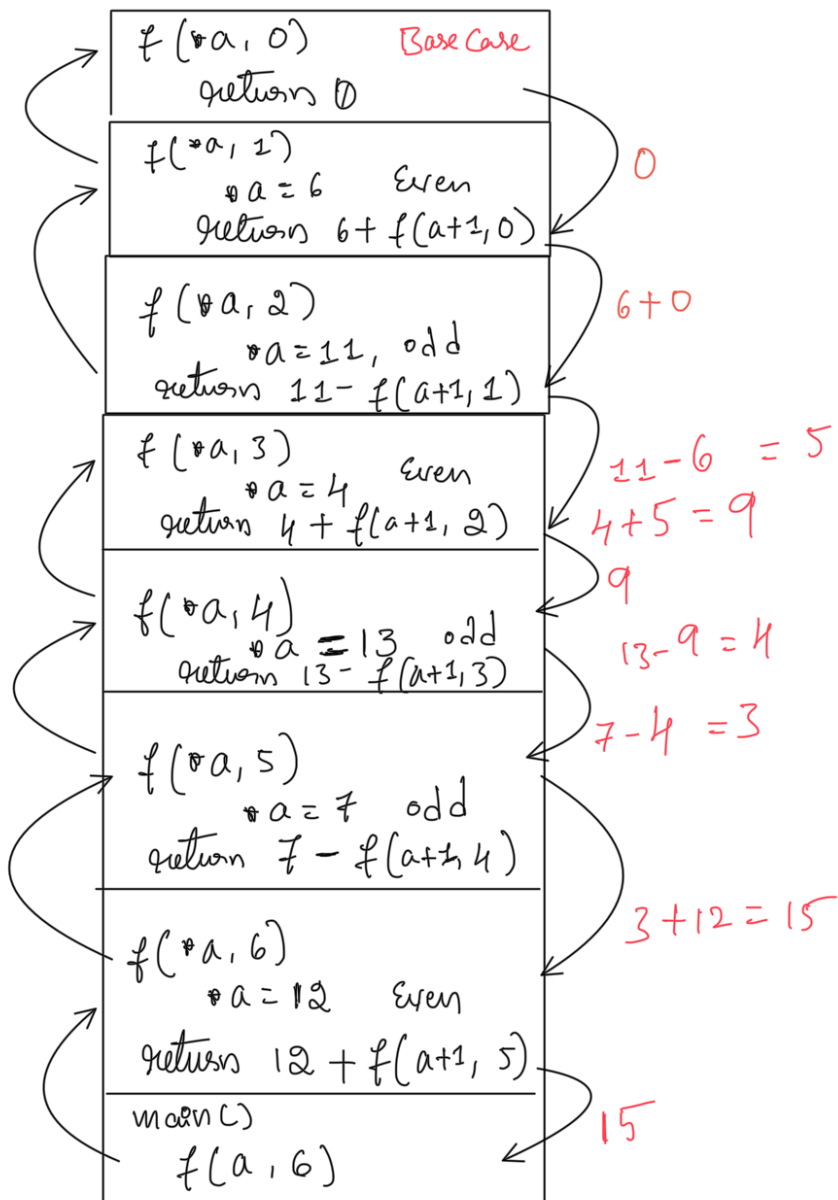 f(*a, 0) Base Case
returns 0
0
f(*a, 1)
*a = 6 Even
returns 6 + f(a+1, 0)
6+0
f(*a, 2)
*a = 11, odd
returns 11 - f(a+1, 1)
11 - 6 = 5
f(*a, 3)
*a = 4 Even
return 4 + f(a+1, 2)
4 + 5 = 9
9
f(*a, 4)
*a = 13 odd
return 13 - f(a+1, 3)
13 - 9 = 4
7 - 4 = 3
f(*a, 5)
*a = 7 odd
return 7 - f(a+1, 4)
3 + 12 = 15
f(*a, 6)
*a = 12 Even
returns 12 + f(a+1, 5)
15
main()
f(a, 6)